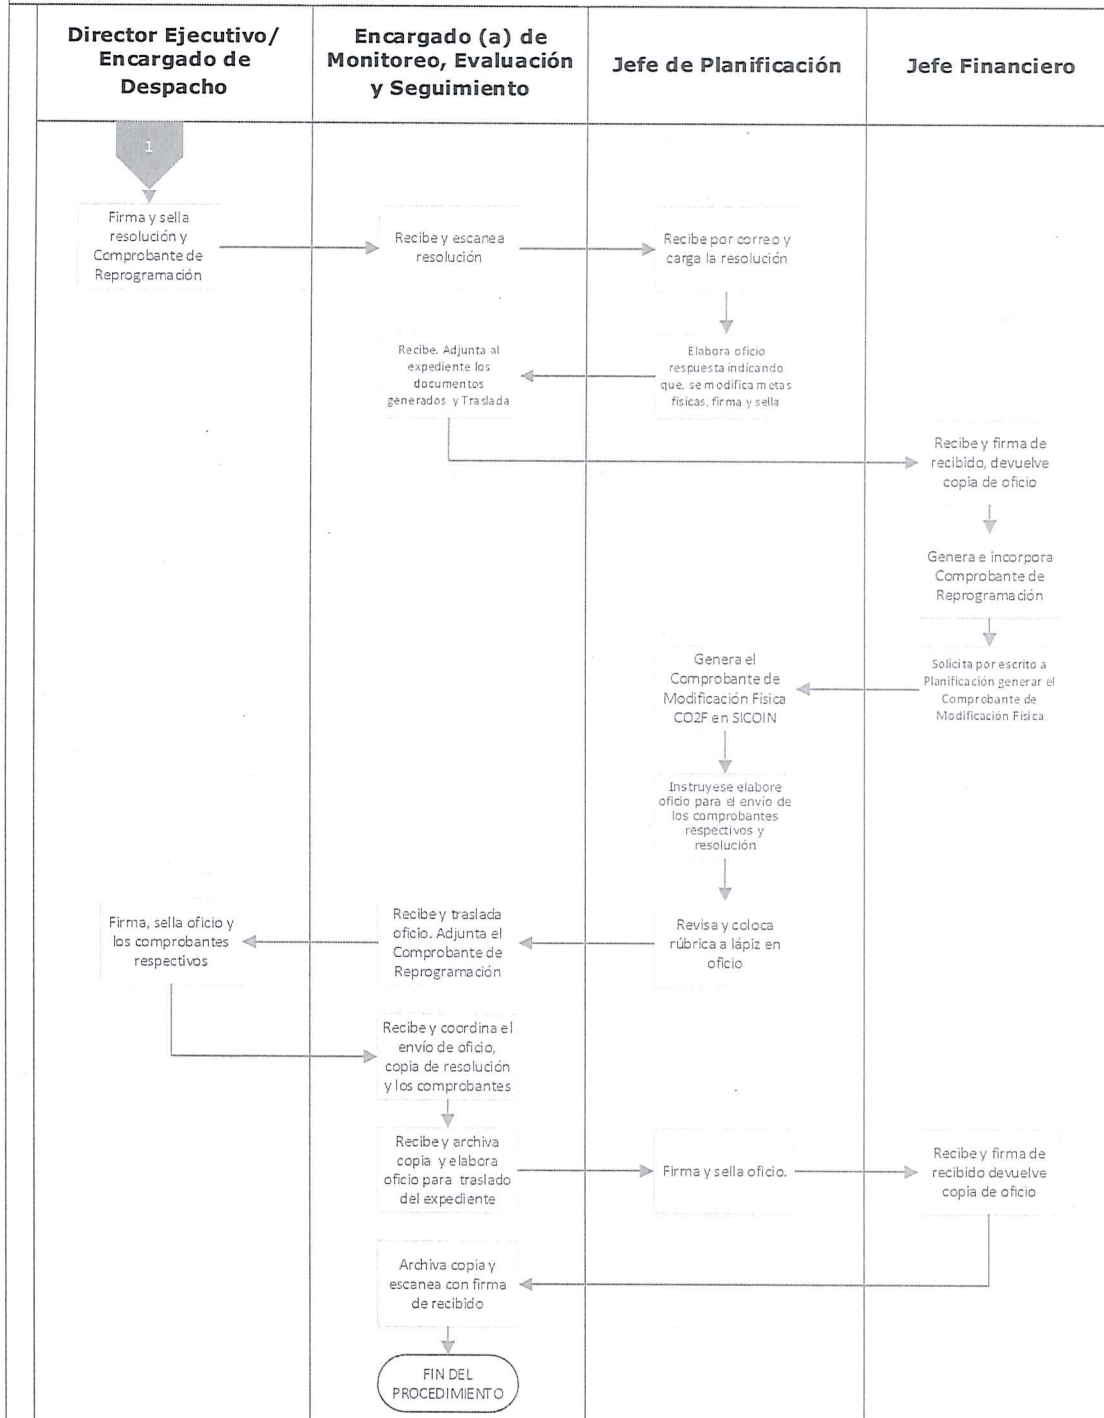 Director Ejecutivo/
Encargado de
Despacho
Encargado (a) de
Monitoreo, Evaluación
y Seguimiento
Jefe de Planificación
Jefe Financiero
1
Firma y sella
resolución y
Comprobante de
Reprogramación
Recibe y escanea
resolución
Recibe por correo y
carga la resolución
Recibe. Adjunta al
expediente los
documentos
generados y Traslada
Elabora oficio
respuesta indicando
que, se modifica metas
físicas, firma y sella
Recibe y firma de
recibido, devuelve
copia de oficio
Genera e incorpora
Comprobante de
Reprogramación
Solicita por escrito a
Planificación generar el
Comprobante de
Modificación Física
Genera el
Comprobante de
Modificación Física
CO2F en SICOIN
Instruyese elabore
oficio para el envío de
los comprobantes
respectivos y
resolución
Revisa y coloca
rúbrica a lápiz en
oficio
Recibe y traslada
oficio. Adjunta el
Comprobante de
Reprogramación
Firma, sella oficio y
los comprobantes
respectivos
Recibe y coordina el
envío de oficio,
copia de resolución
y los comprobantes
Recibe y archiva
copia y elabora
oficio para traslado
del expediente
Firma y sella oficio.
Recibe y firma de
recibido devuelve
copia de oficio
Archiva copia y
escanea con firma
de recibido
FIN DEL
PROCEDIMIENTO